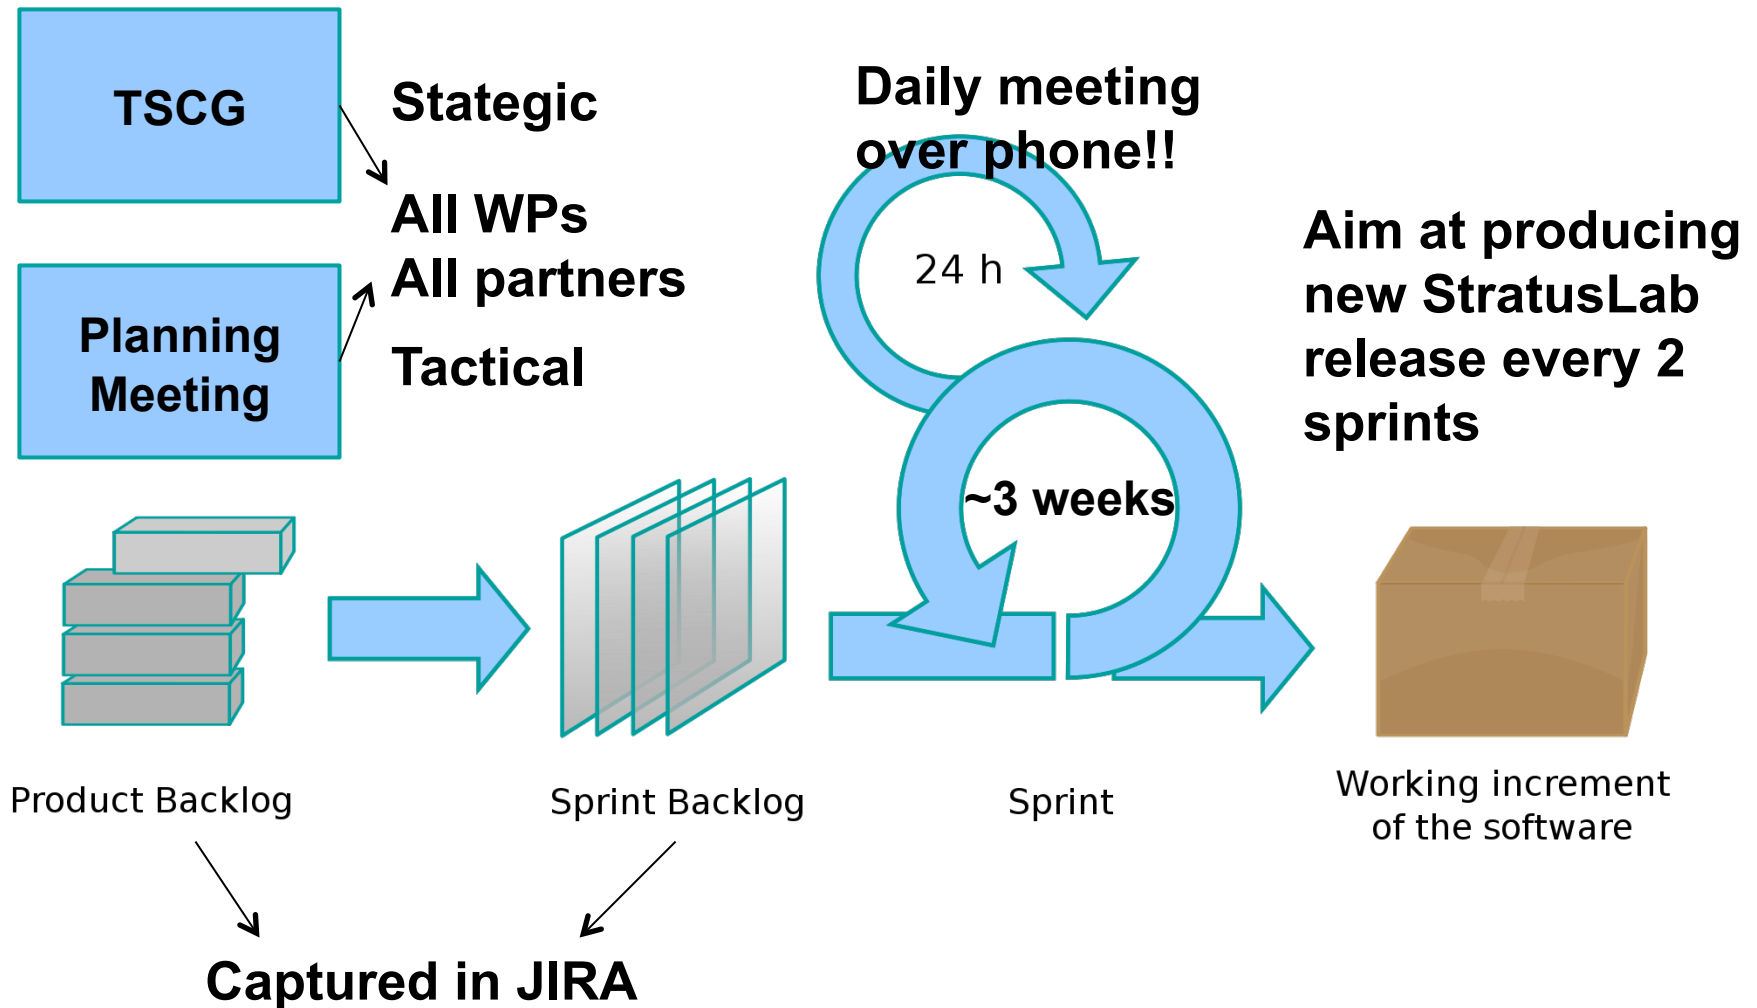 TSCG
Stategic
All WPs
All partners
Planning
Meeting
Tactical
Daily meeting
over phone!!
24 h
~3 weeks
Aim at producing
new StratusLab
release every 2
sprints
Product Backlog
Sprint Backlog
Sprint
Working increment
of the software
Captured in JIRA